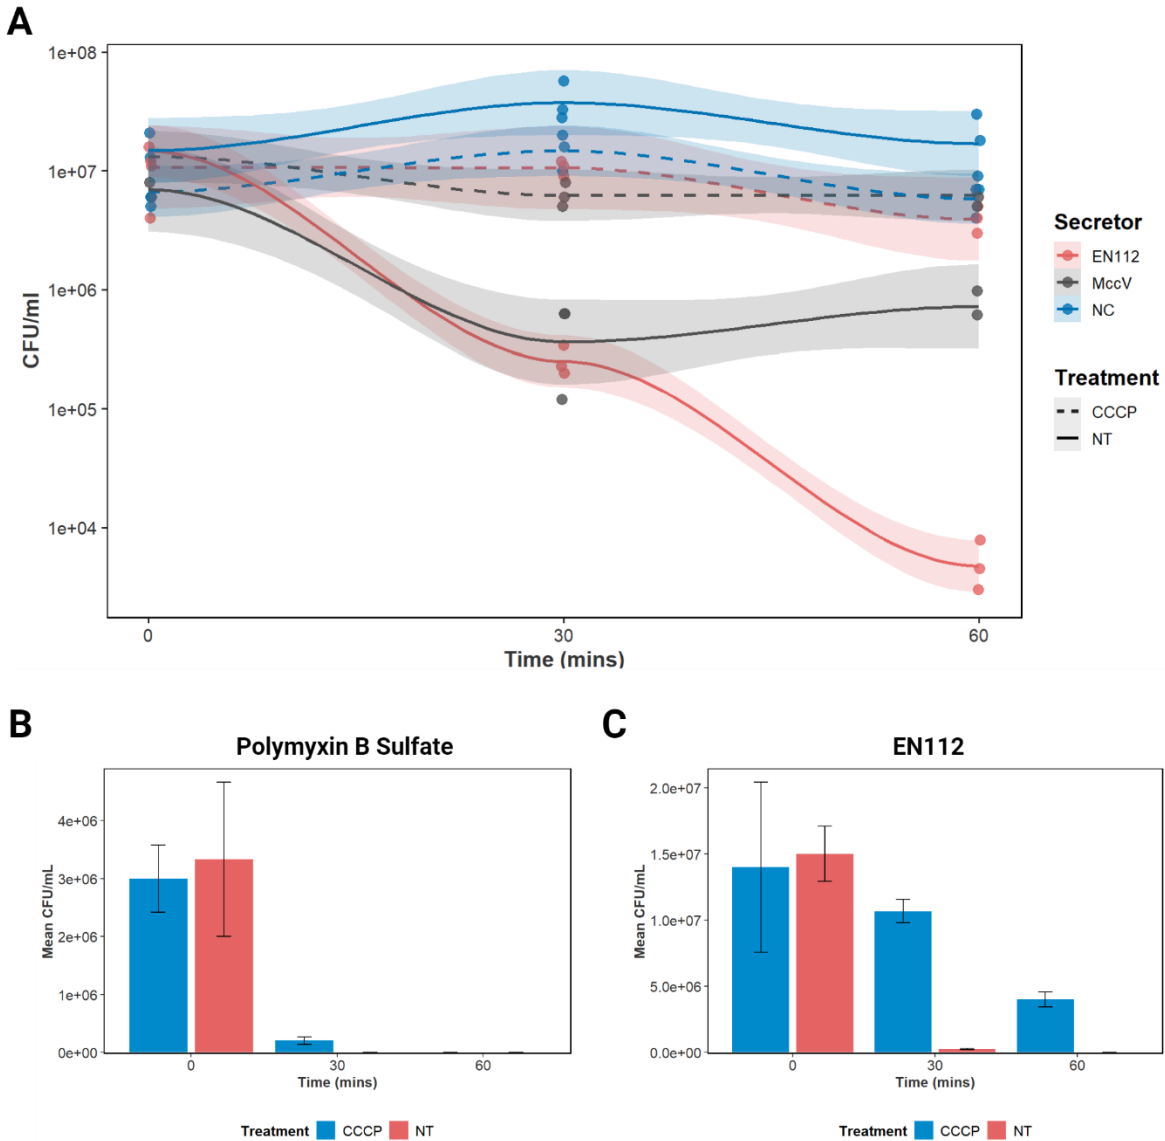 A
1e+08
1e+07
1e+06
1e+05
1e+04
CFU/ml
0
30
60
Time (mins)
Secretor
EN112
MccV
NC
Treatment
CCCP
NT
B
Polymyxin B Sulfate
4e+06
3e+06
2e+06
1e+06
0e+00
Mean CFU/mL
0
30
60
Time (mins)
Treatment CCCP NT
C
EN112
2.0e+07
1.5e+07
1.0e+07
5.0e+06
0.0e+00
Mean CFU/mL
0
30
60
Time (mins)
Treatment CCCP NT